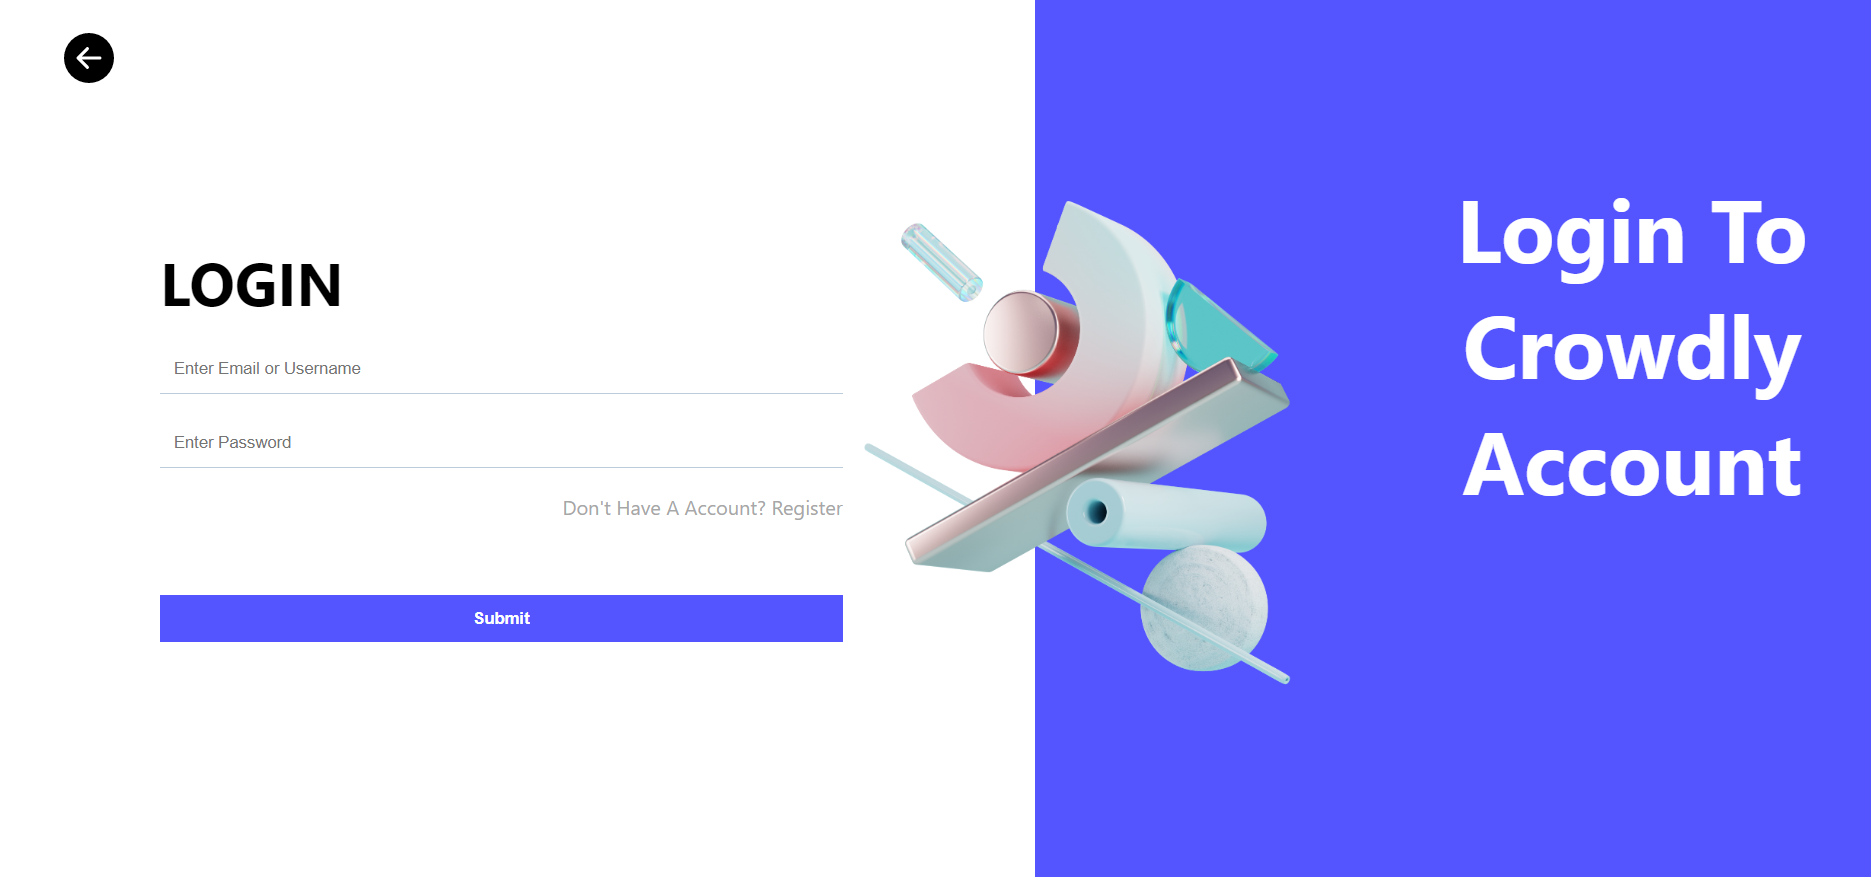 LOGIN
Enter Email or Username
Enter Password
Don't Have A Account? Register
Submit
Login To
Crowdly
Account